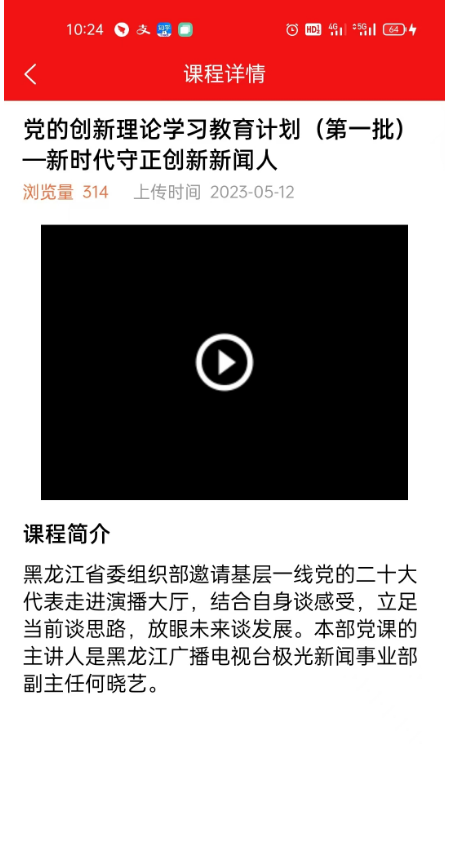 10:24 支 HD 4G 5G 64
课程详情
党的创新理论学习教育计划（第一批）
—新时代守正创新新闻人
浏览量 314 上传时间 2023-05-12
课程简介
黑龙江省委组织部邀请基层一线党的二十大
代表走进演播大厅，结合自身谈感受，立足
当前谈思路，放眼未来谈发展。本部党课的
主讲人是黑龙江广播电视台极光新闻事业部
副主任何晓艺。